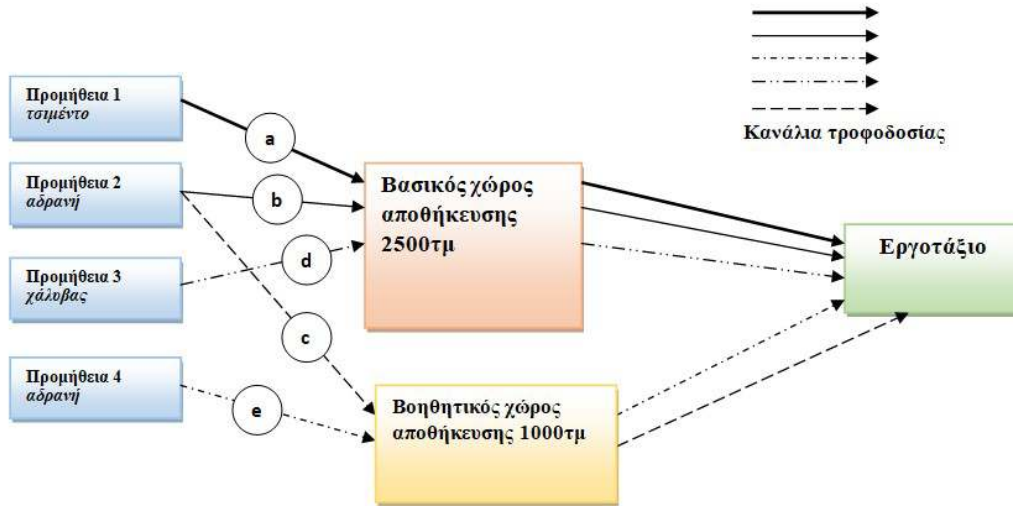 Κανάλια τροφοδοσίας
Προμήθεια 1
τσιμέντο
a
Προμήθεια 2
αδρανή
b
Βασικός χώρος
αποθήκευσης
2500τμ
Εργοτάξιο
Προμήθεια 3
χάλυβας
d
c
Προμήθεια 4
αδρανή
e
Βοηθητικός χώρος
αποθήκευσης 1000τμ